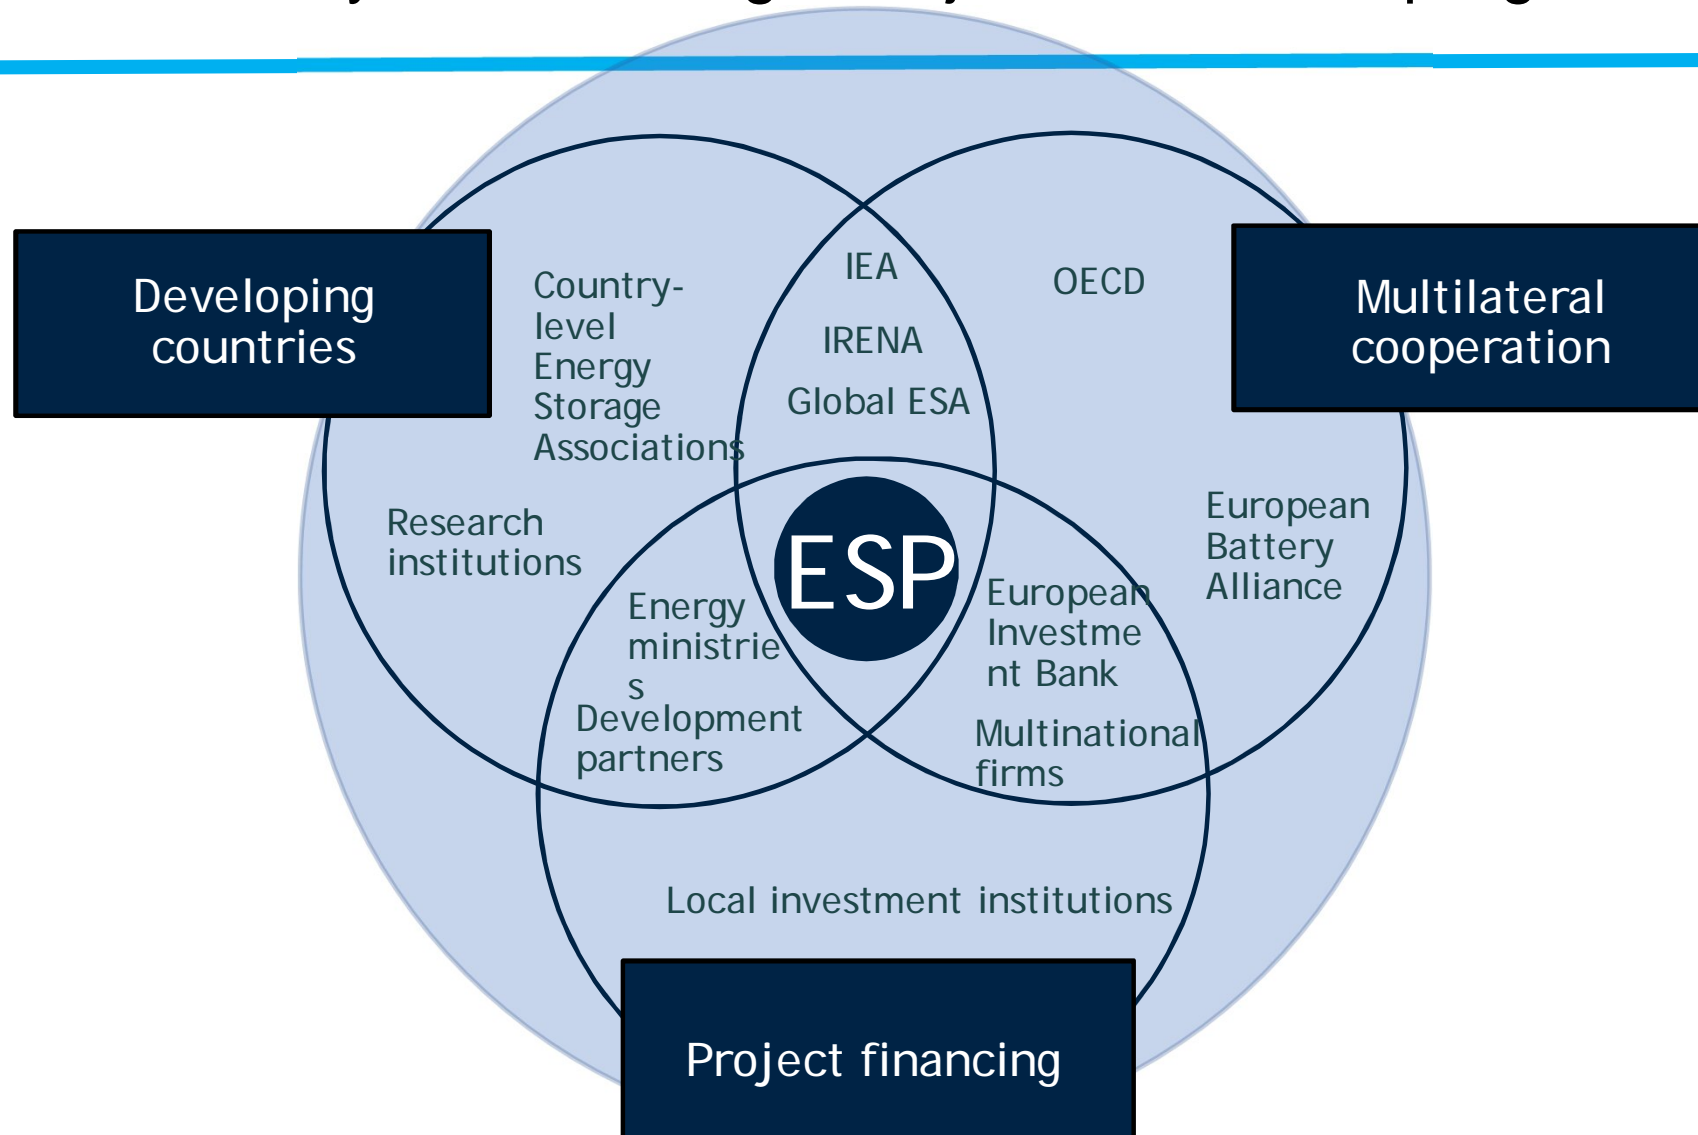 Developing
countries
Multilateral
cooperation
Country-
level
Energy
Storage
Associations
IEA
IRENA
Global ESA
OECD
Research
institutions
European
Battery
Alliance
ESP
Energy
ministrie
s
Development
partners
European
Investme
nt Bank
Multinational
firms
Local investment institutions
Project financing